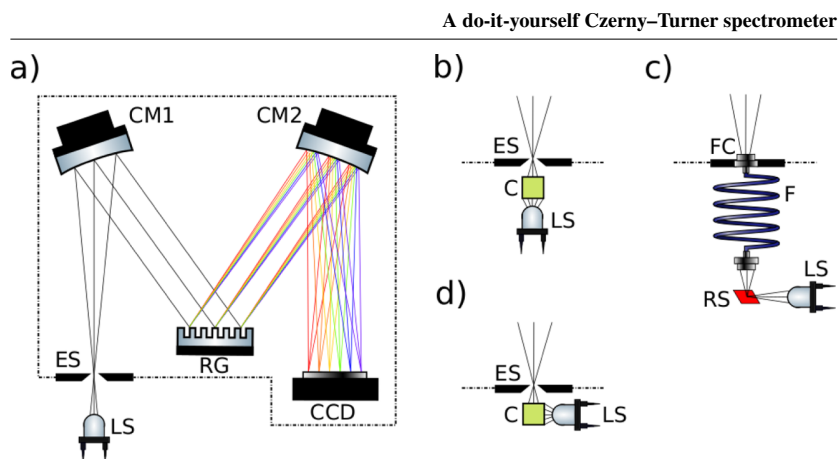 A do-it-yourself Czerny–Turner spectrometer
a)
CM1
CM2
ES
RG
LS
CCD
b)
ES
C
LS
c)
FC
F
RS
LS
d)
ES
C
LS